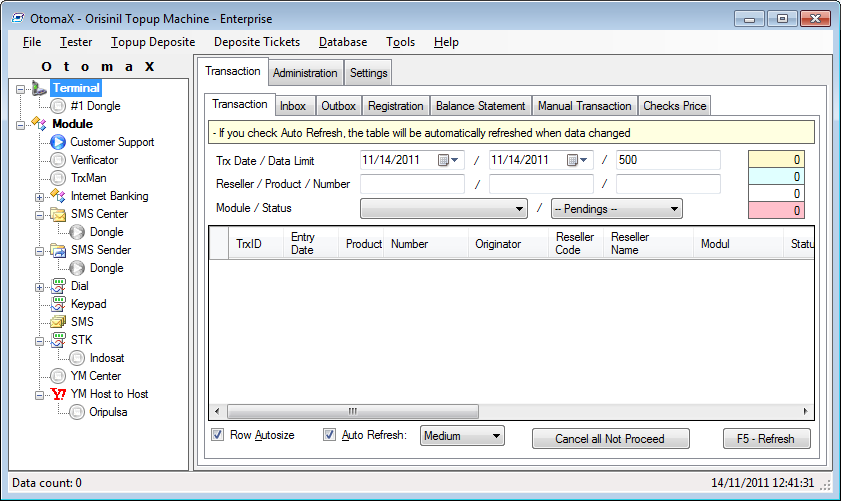 OtomaX - Orisinil Topup Machine - Enterprise
File Tester Topup Deposite Deposite Tickets Database Tools Help
O t o m a X
Terminal
#1 Dongle
Module
Customer Support
Verificator
TrxMan
Internet Banking
SMS Center
Dongle
SMS Sender
Dongle
Dial
Keypad
SMS
STK
Indosat
YM Center
YM Host to Host
Oripulsa
Transaction Administration Settings
Transaction Inbox Outbox Registration Balance Statement Manual Transaction Checks Price
- If you check Auto Refresh, the table will be automatically refreshed when data changed
Trx Date / Data Limit 11/14/2011 / 11/14/2011 / 500 0
Reseller / Product / Number / / 0
0
Module / Status / -- Pendings -- 0
TrxID Entry Date Product Number Originator Reseller Code Reseller Name Modul Statu
Row Autosize Auto Refresh: Medium Cancel all Not Proceed F5 - Refresh
Data count: 0 14/11/2011 12:41:31